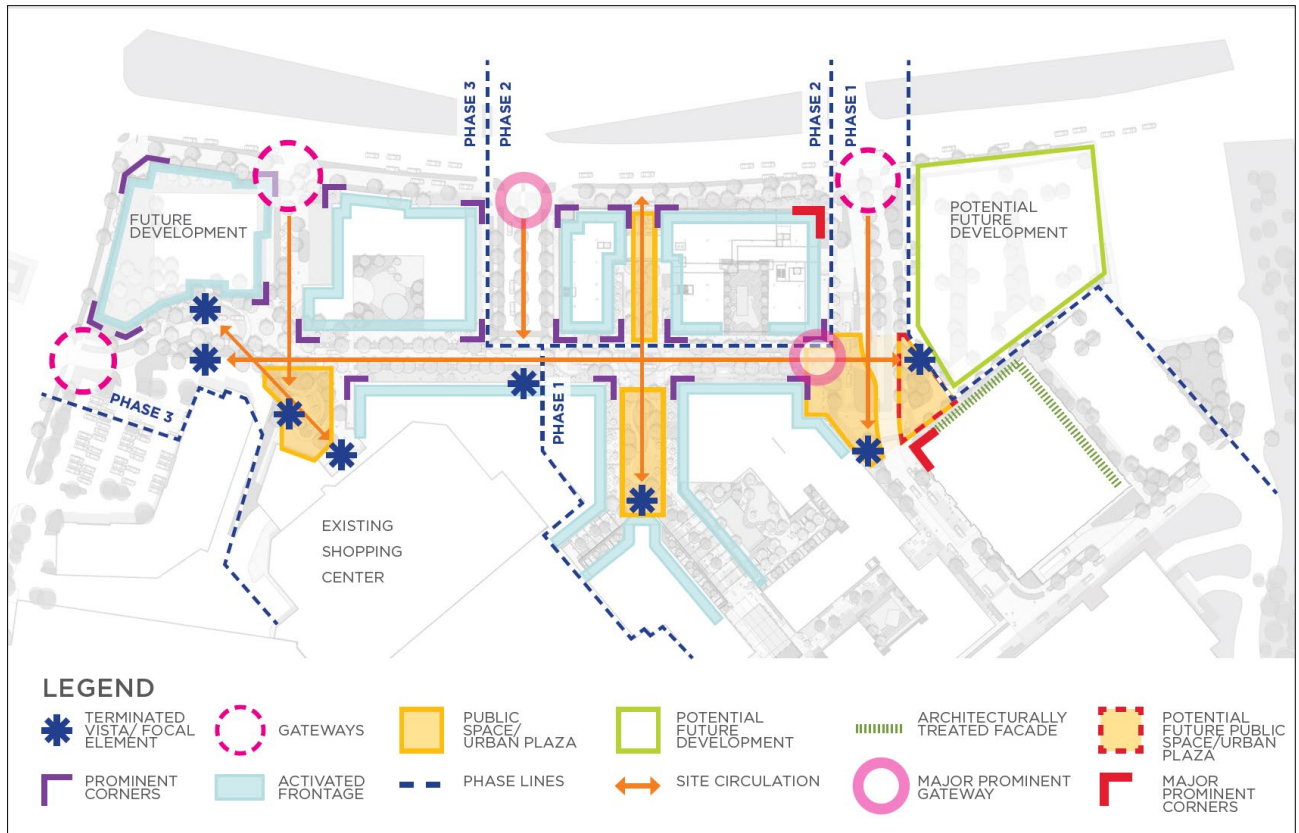 PHASE 3
PHASE 2
PHASE 2
PHASE 1
FUTURE
DEVELOPMENT
POTENTIAL
FUTURE
DEVELOPMENT
PHASE 3
PHASE 1
EXISTING
SHOPPING
CENTER
LEGEND
TERMINATED
VISTA/ FOCAL
ELEMENT
GATEWAYS
PUBLIC
SPACE/
URBAN PLAZA
POTENTIAL
FUTURE
DEVELOPMENT
ARCHITECTURALLY
TREATED FACADE
POTENTIAL
FUTURE PUBLIC
SPACE/URBAN
PLAZA
PROMINENT
CORNERS
ACTIVATED
FRONTAGE
PHASE LINES
SITE CIRCULATION
MAJOR PROMINENT
GATEWAY
MAJOR
PROMINENT
CORNERS